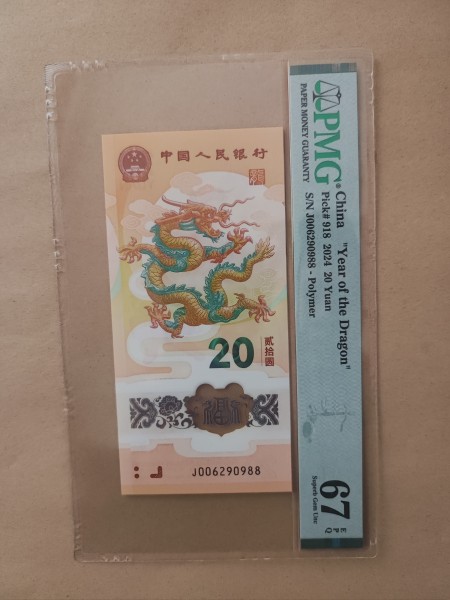 中国人民银行
20
贰拾圆
J006290988
PMG®
PAPER MONEY GUARANTY
China "Year of the Dragon"
Pick# 918 2024 20 Yuan
S/N J006290988 - Polymer
67 EPQ
Superb Gem Unc